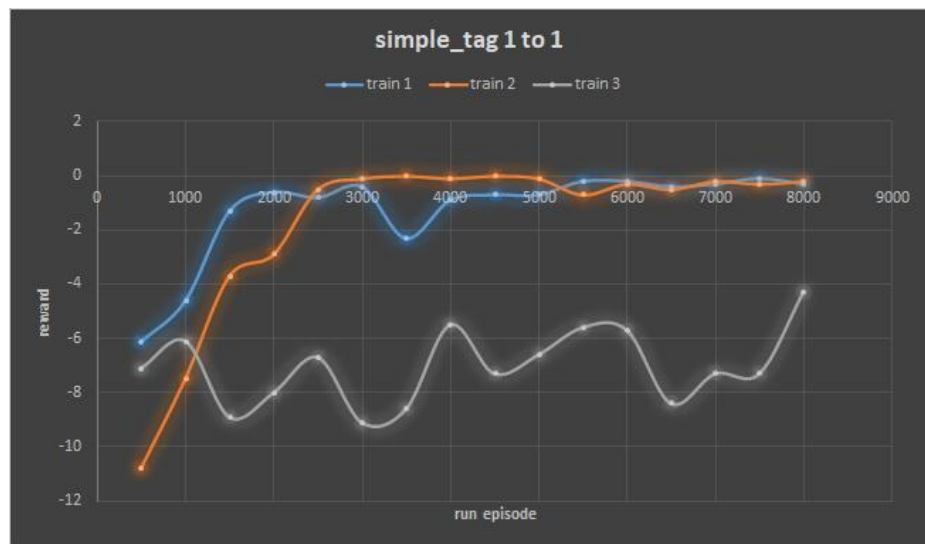 simple_tag 1 to 1
train 1 train 2 train 3
2
0
0 1000 2000 3000 4000 5000 6000 7000 8000 9000
-2
-4
-6
-8
-10
-12
reward
run episode